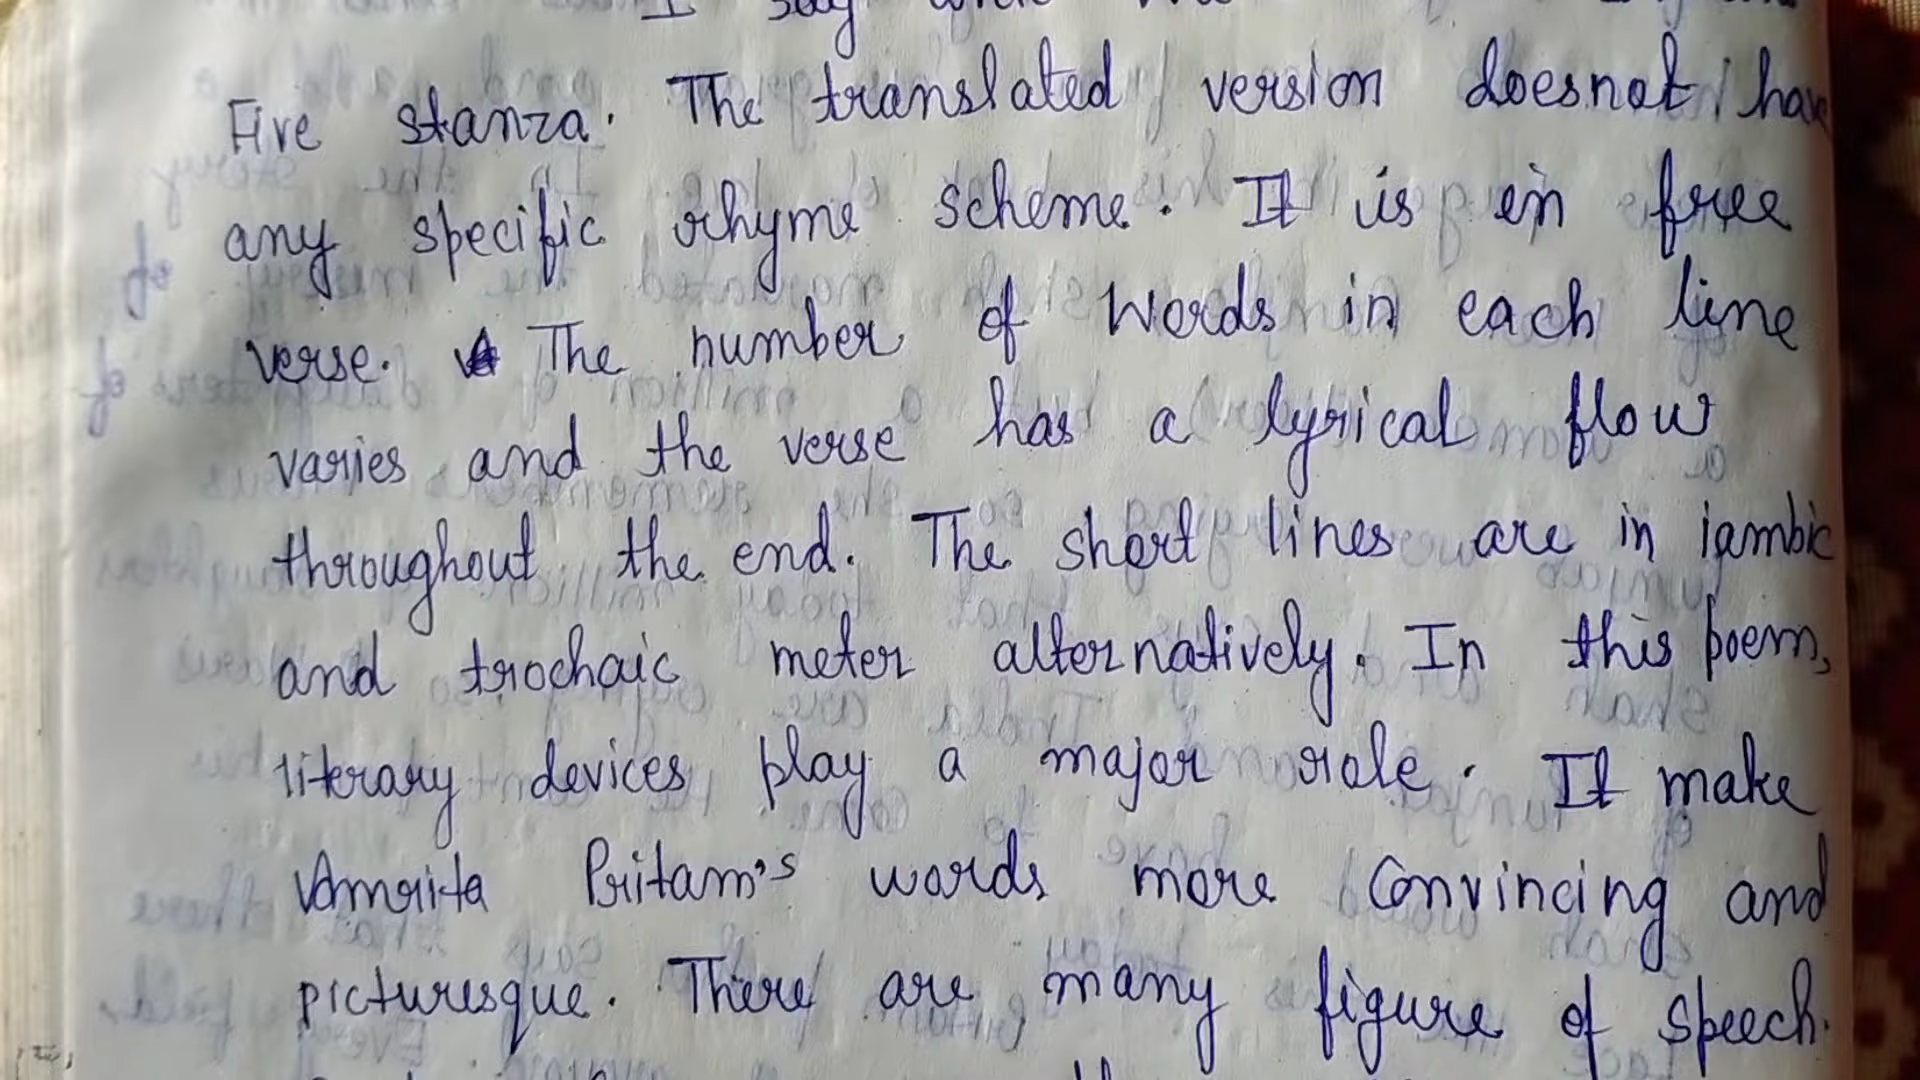 I say
Five stanza. The translated version doesnot have
any specific rhyme scheme. It is in free
verse. The number of words in each line
varies and the verse has a lyrical flow
throughout the end. The short lines are in iambic
and trochaic meter alternatively. In this poem,
literary devices play a major role. It make
Amrita Pritam's words more convincing and
picturesque. There are many figure of speech.